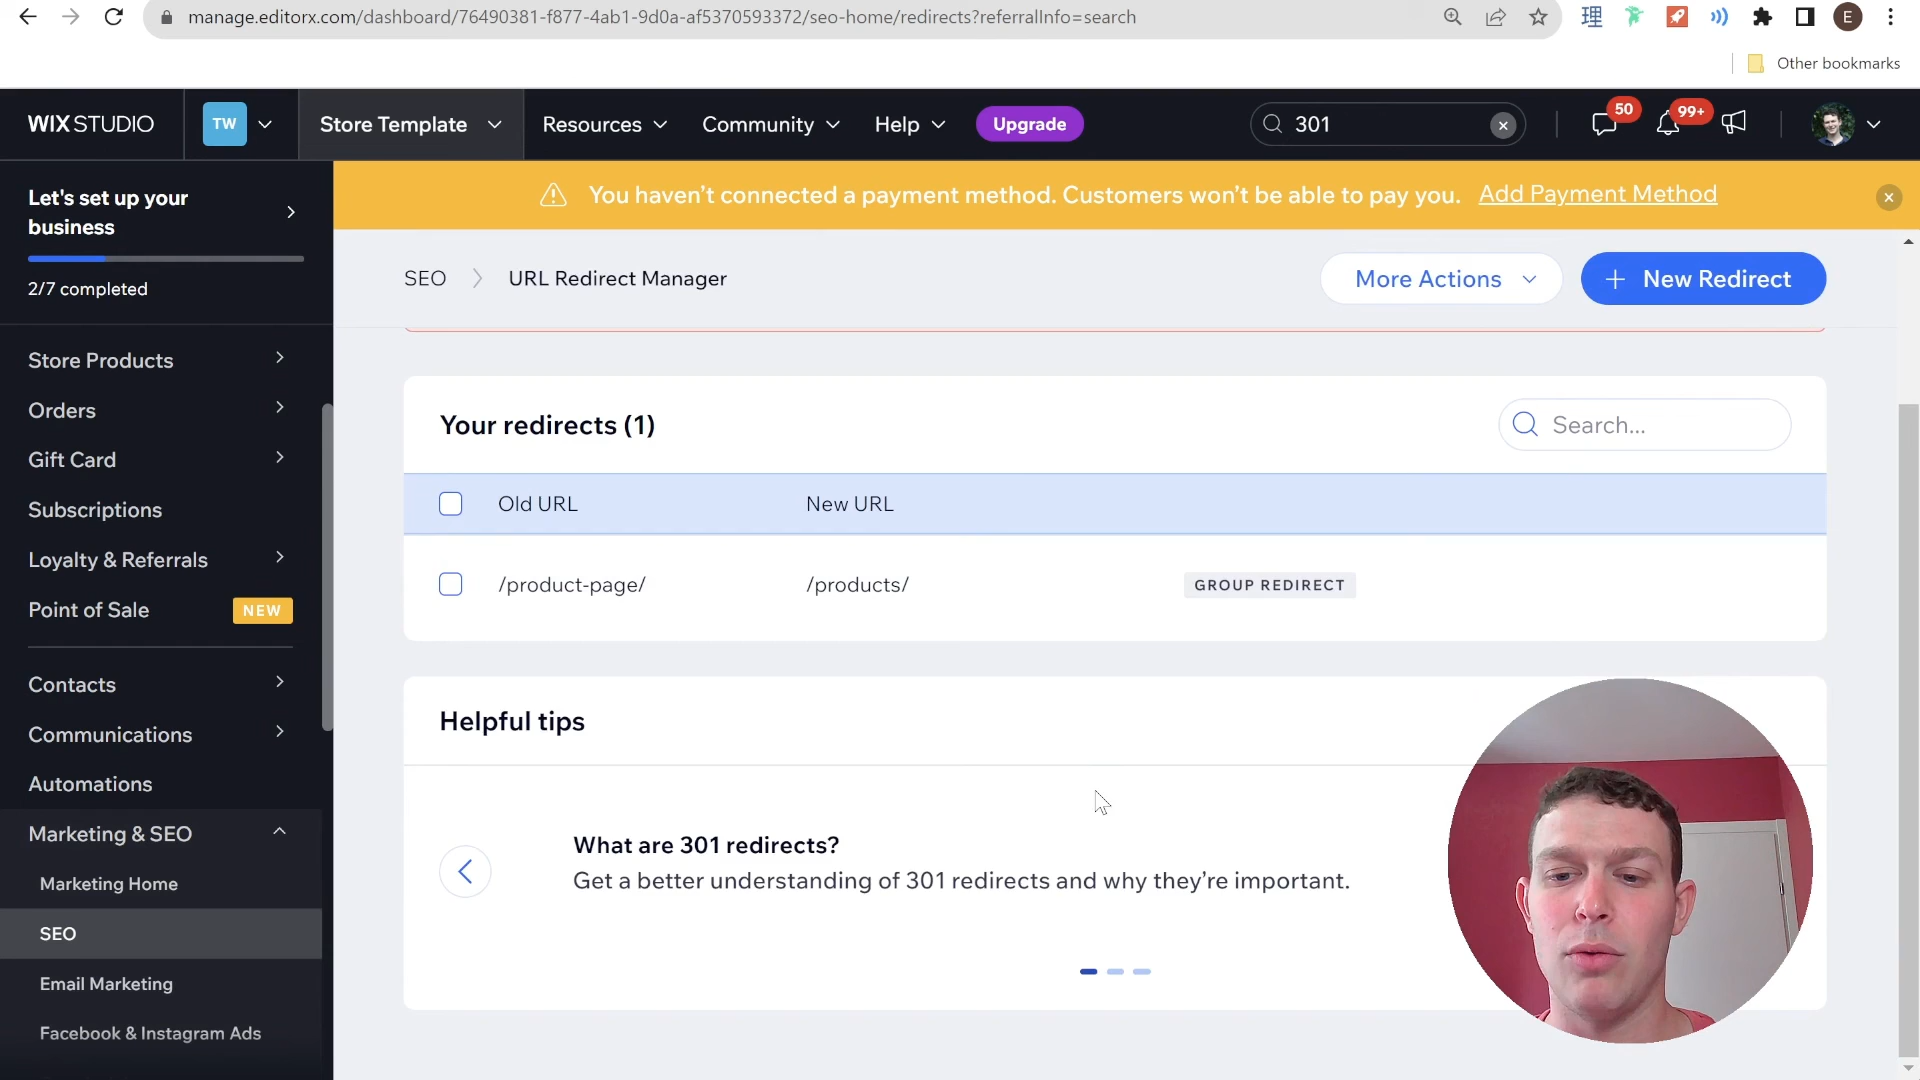 manage.editorx.com/dashboard/76490381-f877-4ab1-9d0a-af5370593372/seo-home/redirects?referralInfo=search
理
E
Other bookmarks
WIX STUDIO
TW
Store Template
Resources
Community
Help
Upgrade
301
50
99+
Let's set up your
business
2/7 completed
You haven’t connected a payment method. Customers won’t be able to pay you. Add Payment Method
SEO
URL Redirect Manager
More Actions
+ New Redirect
Store Products
Orders
Gift Card
Subscriptions
Loyalty & Referrals
Point of Sale
NEW
Contacts
Communications
Automations
Marketing & SEO
Marketing Home
SEO
Email Marketing
Facebook & Instagram Ads
Your redirects (1)
Search...
Old URL
New URL
/product-page/
/products/
GROUP REDIRECT
Helpful tips
What are 301 redirects?
Get a better understanding of 301 redirects and why they’re important.